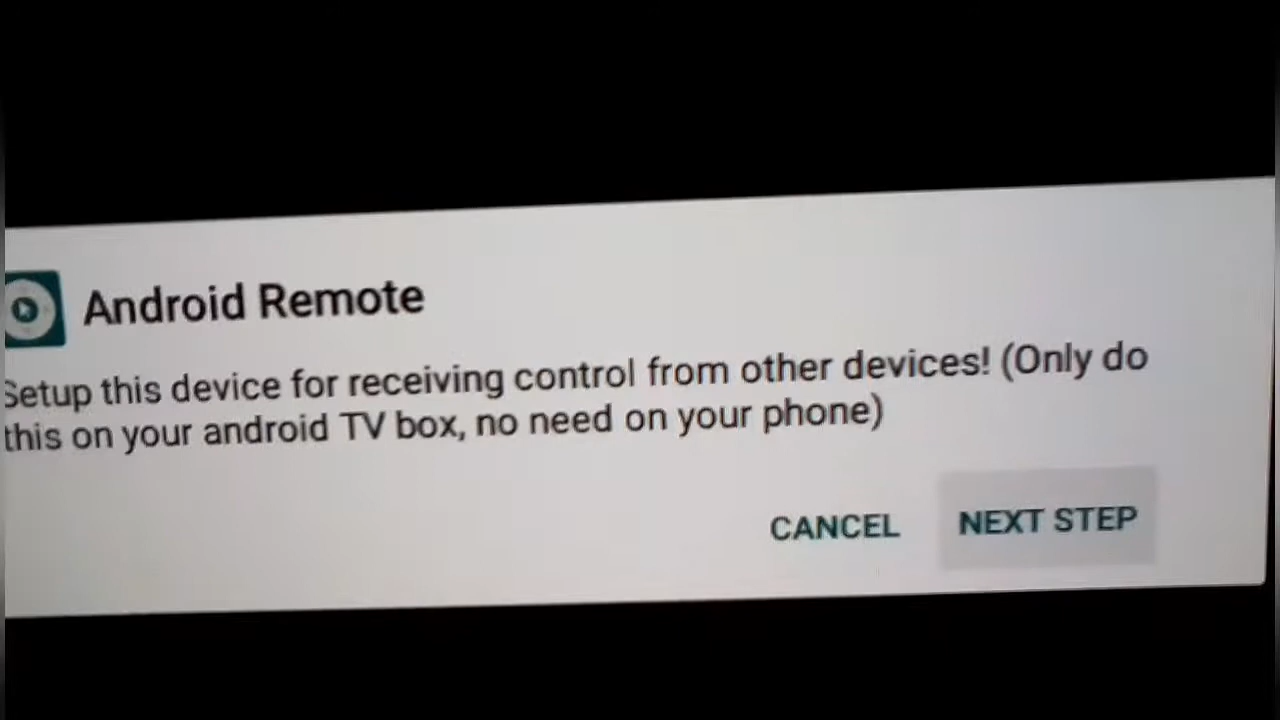 Android Remote
Setup this device for receiving control from other devices! (Only do
this on your android TV box, no need on your phone)
CANCEL
NEXT STEP